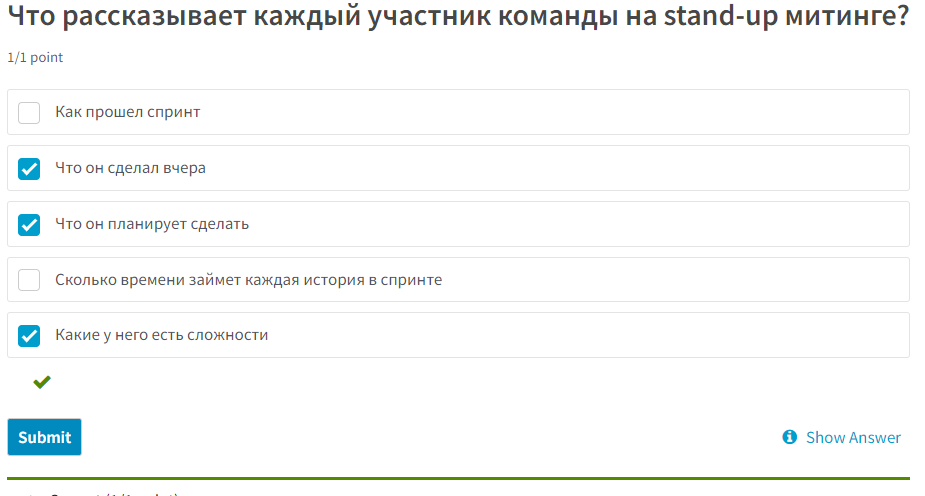 Что рассказывает каждый участник команды на stand-up митинге?
1/1 point
Как прошел спринт
Что он сделал вчера
Что он планирует сделать
Сколько времени займет каждая история в спринте
Какие у него есть сложности
Submit
Show Answer